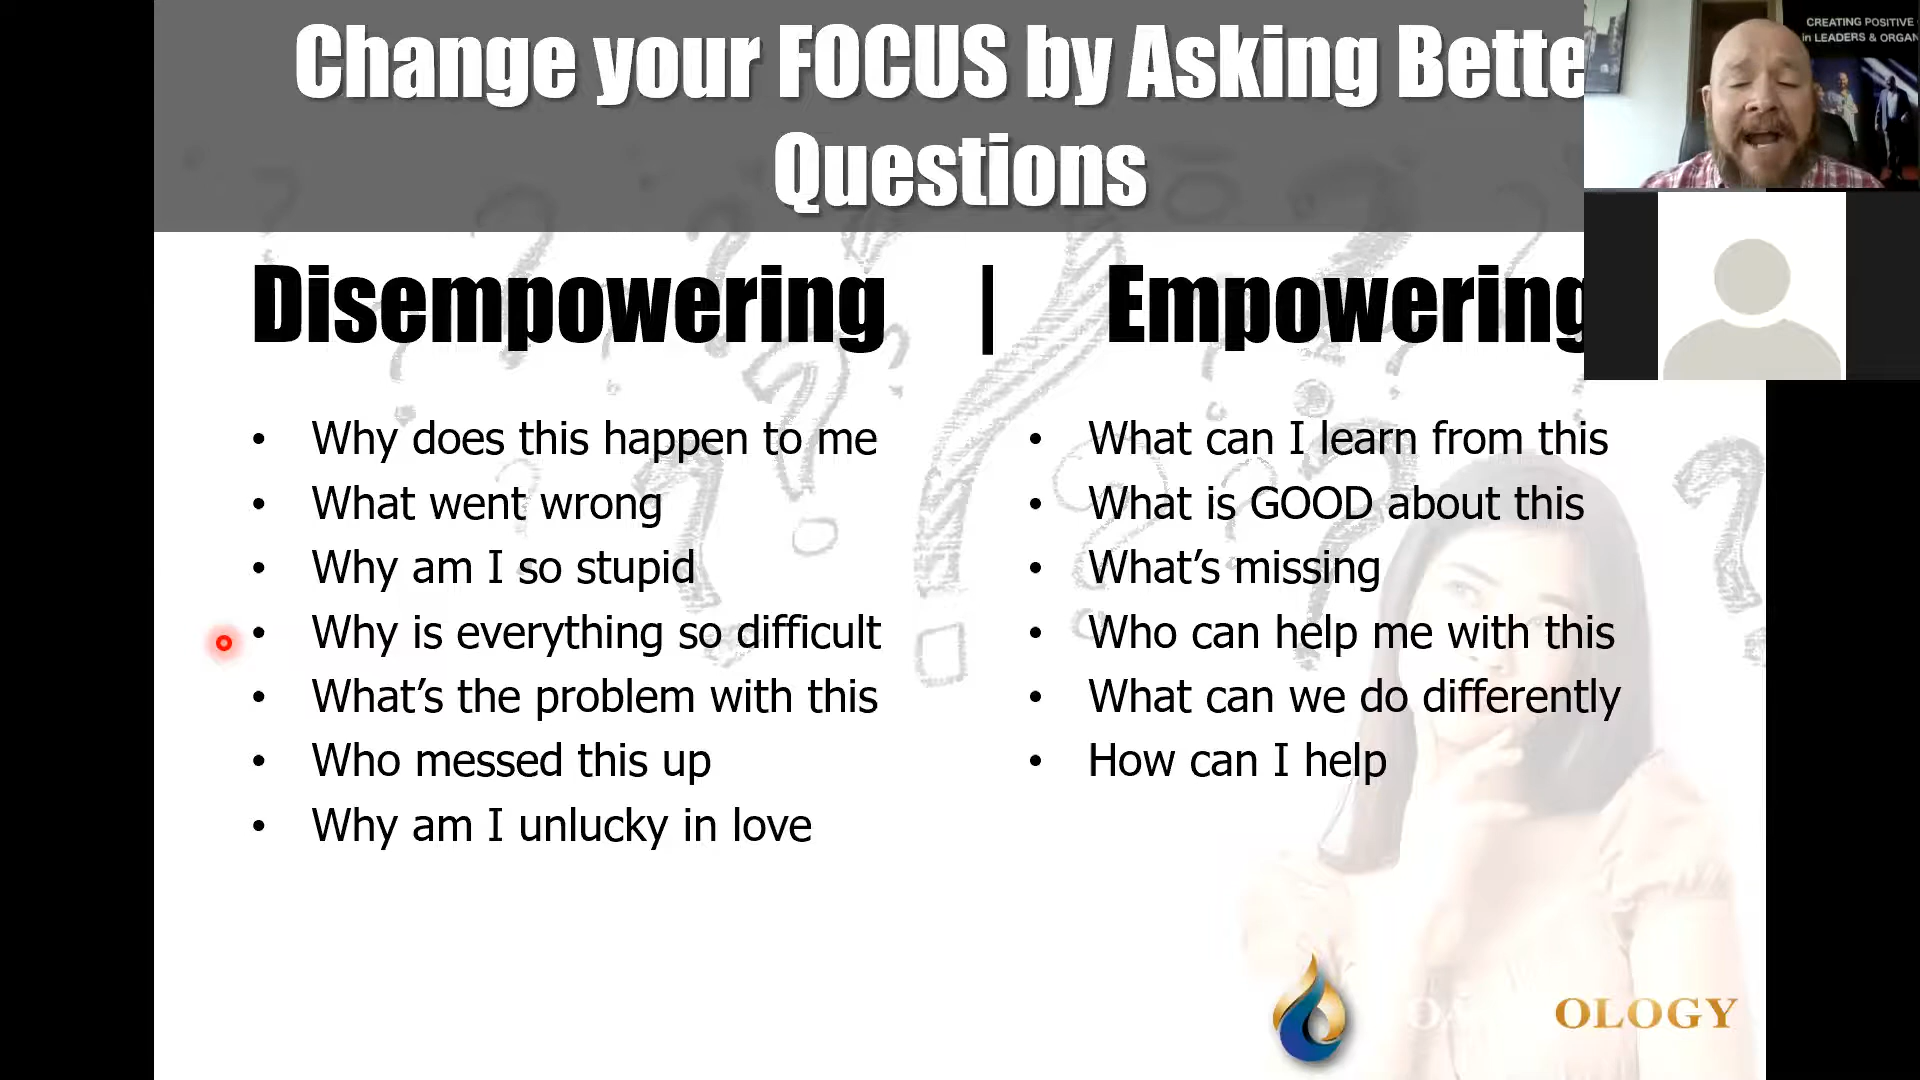 Change your FOCUS by Asking Bette
Questions
Disempowering | Empowering
• Why does this happen to me
• What went wrong
• Why am I so stupid
• Why is everything so difficult
• What’s the problem with this
• Who messed this up
• Why am I unlucky in love
• What can I learn from this
• What is GOOD about this
• What’s missing
• Who can help me with this
• What can we do differently
• How can I help
OLOGY
CREATING POSITIVE
in LEADERS & ORGAN